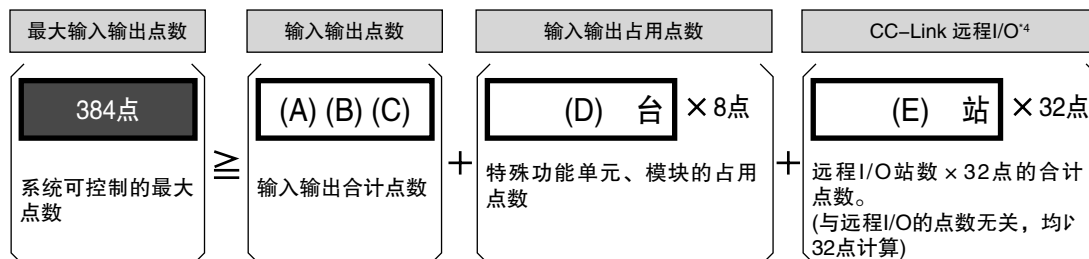 最大输入输出点数
输入输出点数
输入输出占用点数
CC-Link 远程I/O*4
384点
≧
(A) (B) (C)
+
(D) 台 × 8点
+
(E) 站 × 32点
系统可控制的最大
点数
输入输出合计点数
特殊功能单元、模块的占用
点数
远程I/O站数 × 32点的合计
点数。
(与远程I/O的点数无关，均以
32点计算)